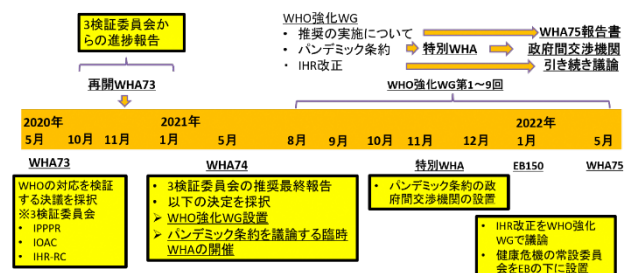 3検証委員会か
らの進捗報告
再開WHA73
WHO強化WG
・ 推奨の実施について
WHA75報告書
・ パンデミック条約
特別WHA
政府間交渉機関
・ IHR改正
引き続き議論
WHO強化WG第1~9回
2020年
2021年
2022年
5月
10月
11月
1月
5月
8月
9月
10月
11月
12月
1月
5月
WHA73
WHA74
特別WHA
EB150
WHA75
WHOの対応を検証
する決議を採択
※3検証委員会
• IPPPR
• IOAC
• IHR-RC
• 3検証委員会の推奨最終報告
• 以下の決定を採択
➢ WHO強化WG設置
➢ パンデミック条約を議論する臨時
WHAの開催
• パンデミック条約の政
府間交渉機関の設置
• IHR改正をWHO強化
WGで議論
• 健康危機の常設委員
会をEBの下に設置